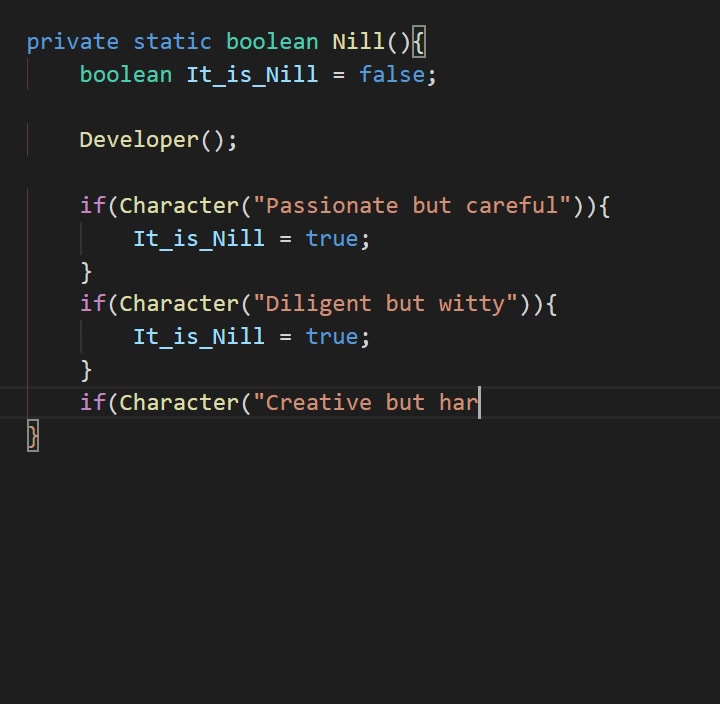 private static boolean Nill(){
    boolean It_is_Nill = false;
    Developer();
    if(Character("Passionate but careful")){
        It_is_Nill = true;
    }
    if(Character("Diligent but witty")){
        It_is_Nill = true;
    }
    if(Character("Creative but har
}